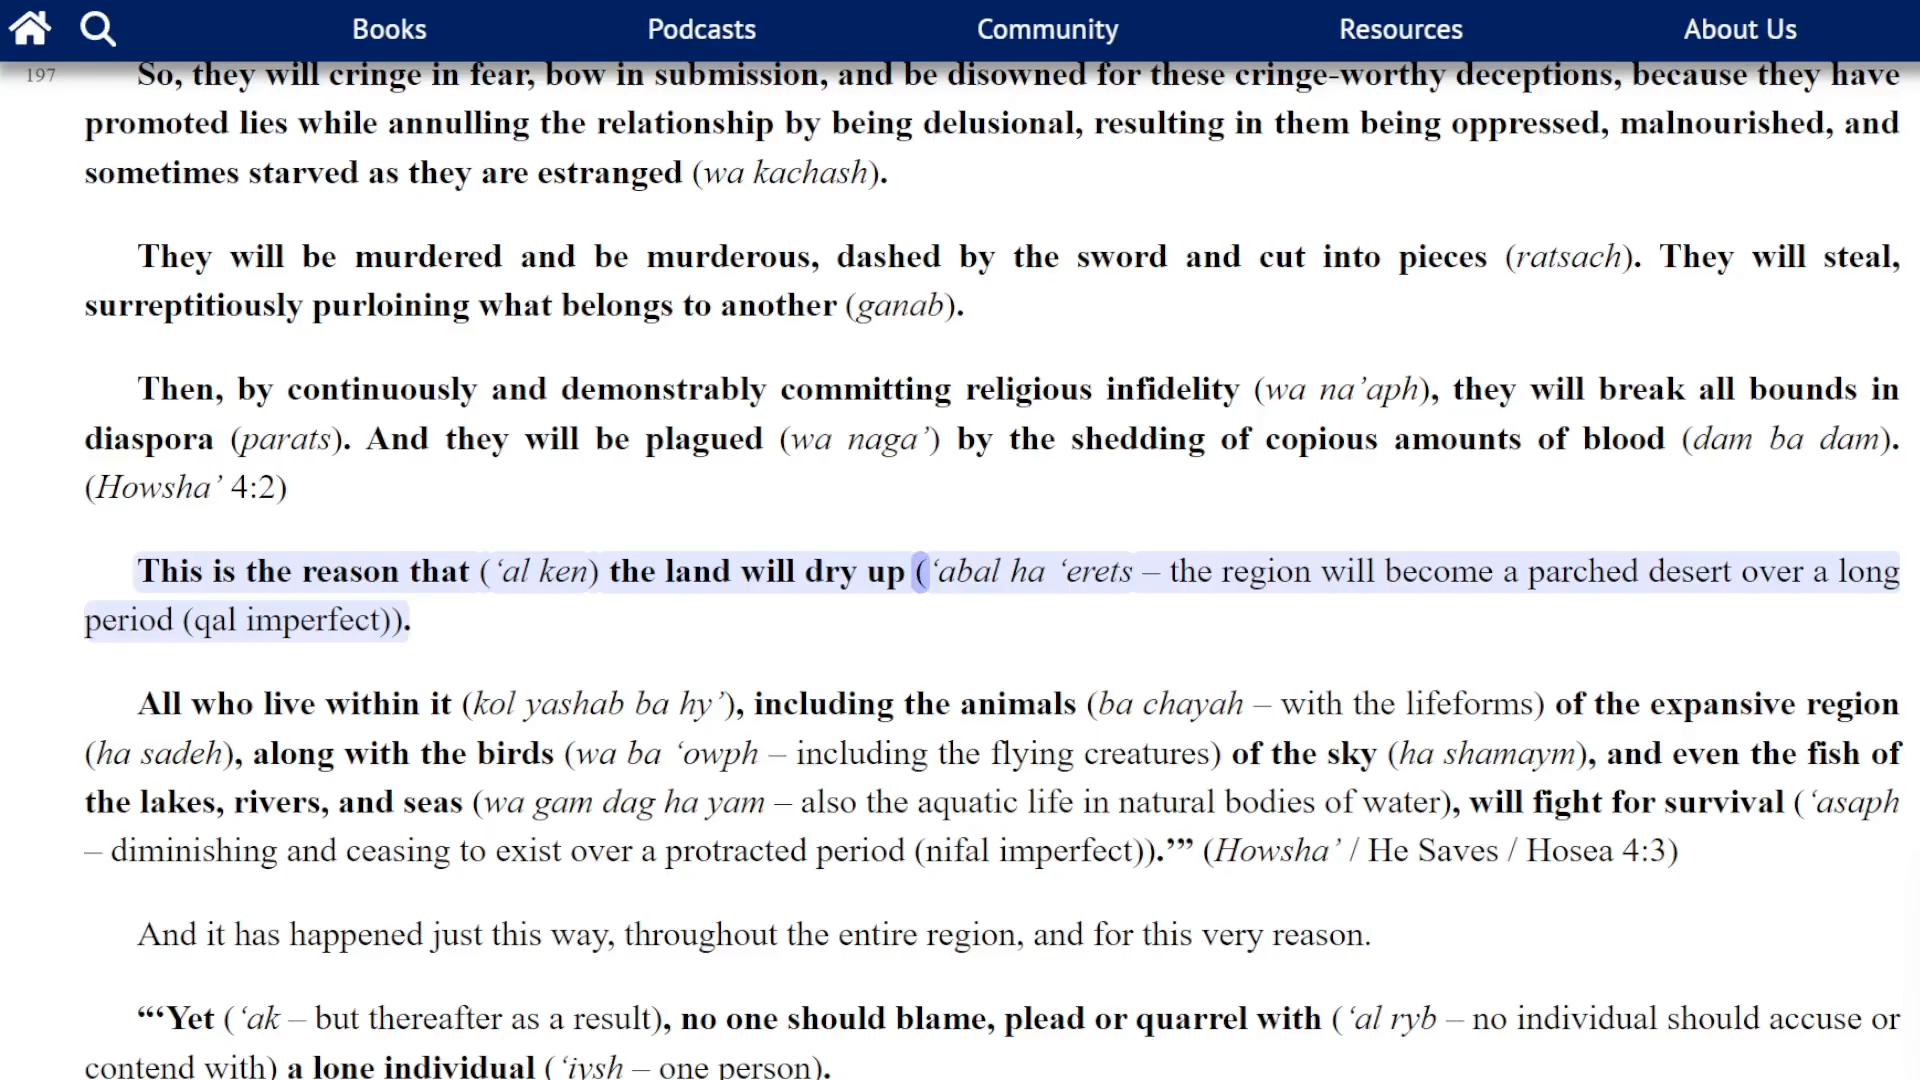 Books Podcasts Community Resources About Us
197 So, they will cringe in fear, bow in submission, and be disowned for these cringe-worthy deceptions, because they have
promoted lies while annulling the relationship by being delusional, resulting in them being oppressed, malnourished, and
sometimes starved as they are estranged (wa kachash).
They will be murdered and be murderous, dashed by the sword and cut into pieces (ratsach). They will steal,
surreptitiously purloining what belongs to another (ganab).
Then, by continuously and demonstrably committing religious infidelity (wa na’aph), they will break all bounds in
diaspora (parats). And they will be plagued (wa naga’) by the shedding of copious amounts of blood (dam ba dam).
(Howsha’ 4:2)
This is the reason that (‘al ken) the land will dry up (‘abal ha ‘erets – the region will become a parched desert over a long
period (qal imperfect)).
All who live within it (kol yashab ba hy’), including the animals (ba chayah – with the lifeforms) of the expansive region
(ha sadeh), along with the birds (wa ba ‘owph – including the flying creatures) of the sky (ha shamaym), and even the fish of
the lakes, rivers, and seas (wa gam dag ha yam – also the aquatic life in natural bodies of water), will fight for survival (‘asaph
– diminishing and ceasing to exist over a protracted period (nifal imperfect)).’” (Howsha’ / He Saves / Hosea 4:3)
And it has happened just this way, throughout the entire region, and for this very reason.
“‘Yet (‘ak – but thereafter as a result), no one should blame, plead or quarrel with (‘al ryb – no individual should accuse or
contend with) a lone individual (‘iysh – one person).